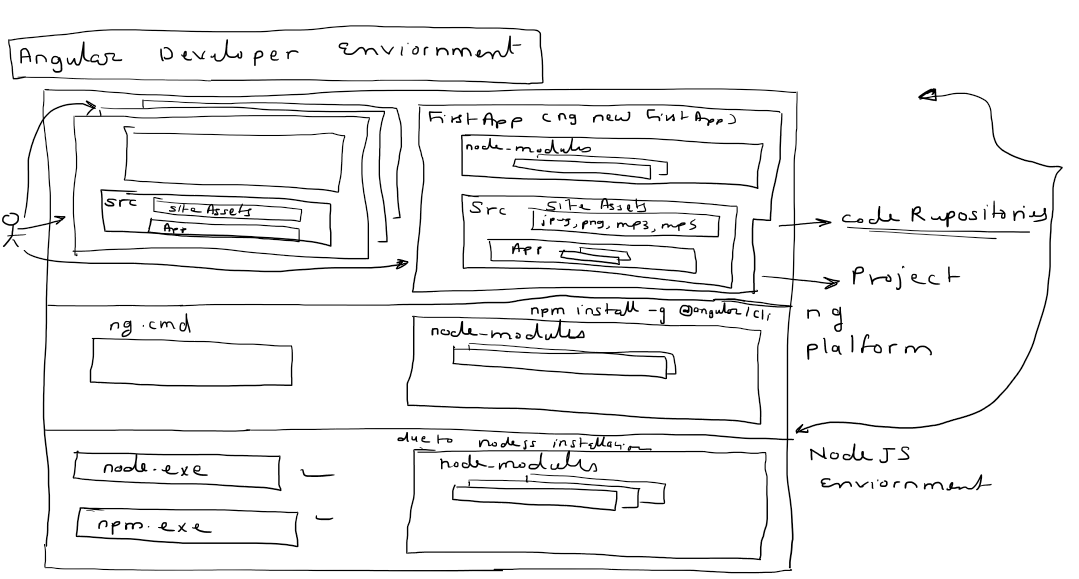 Angular Developer Enviornment
FirstApp (ng new FirstApp)
node-modules
src
site Assets
App
src
site Assets
jpg, png, mp3, mp5
App
code Repositories
Project
npm install -g @angular/cli
ng.cmd
node-modules
ng
plalform
due to nodejs installation
node.exe
node-modules
npm.exe
NodeJS
Enviornment